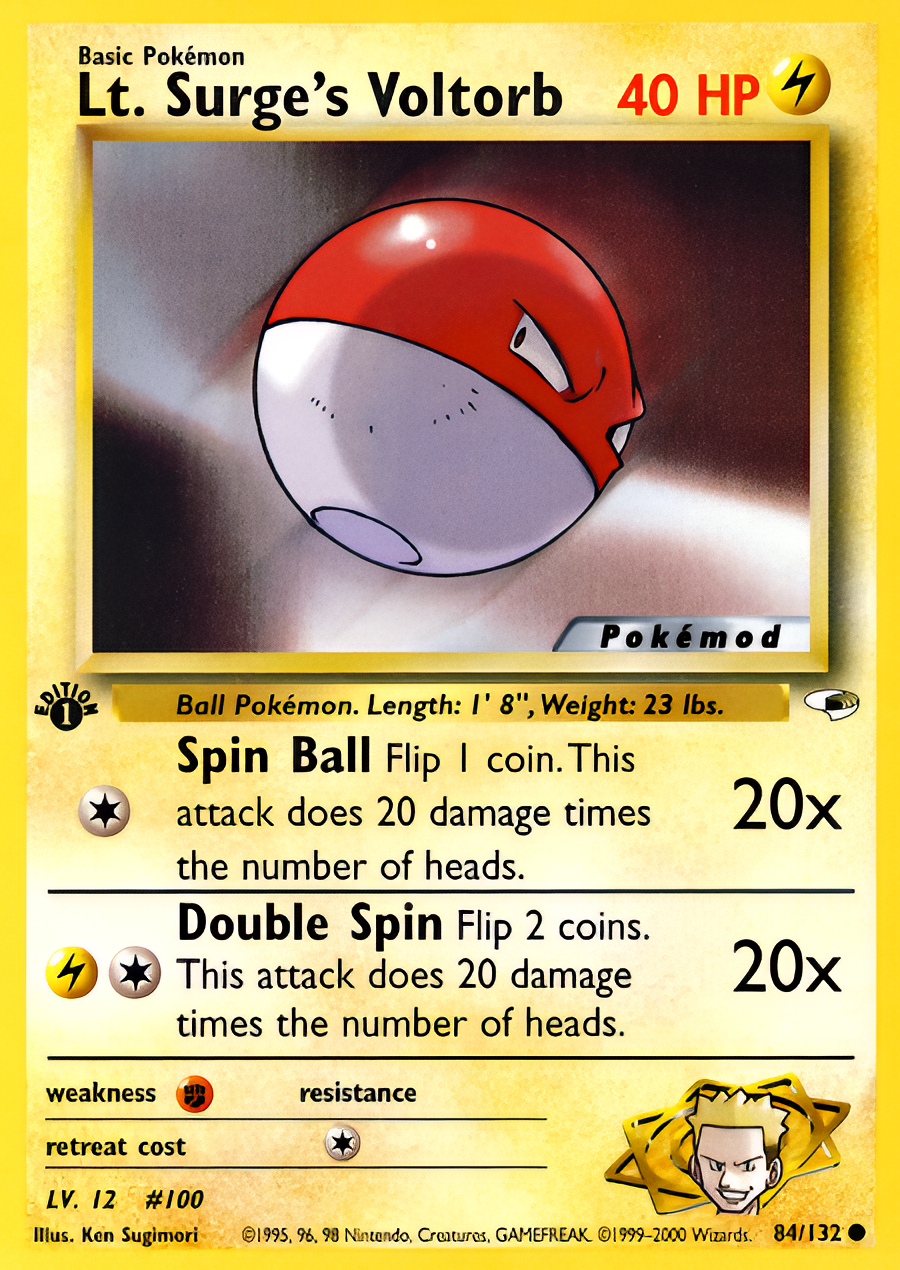 Basic Pokémon
Lt. Surge's Voltorb 40 HP
Pokémod
EDITION 1
Ball Pokémon. Length: 1' 8", Weight: 23 lbs.
Spin Ball Flip 1 coin. This
attack does 20 damage times
the number of heads.
20x
Double Spin Flip 2 coins.
This attack does 20 damage
times the number of heads.
20x
weakness resistance
retreat cost
LV. 12 #100
Illus. Ken Sugimori ©1995, 96, 98 Nintendo, Creatures, GAMEFREAK. ©1999–2000 Wizards. 84/132